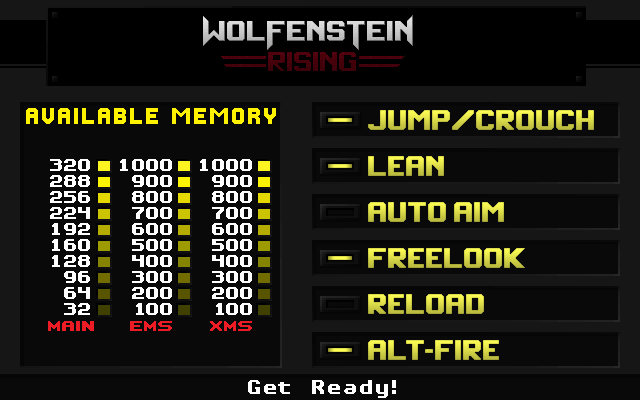 WOLFENSTEIN
RISING
AVAILABLE MEMORY
320 1000 1000
288 900 900
256 800 800
224 700 700
192 600 600
160 500 500
128 400 400
96 300 300
64 200 200
32 100 100
MAIN EMS XMS
JUMP/CROUCH
LEAN
AUTO AIM
FREELOOK
RELOAD
ALT-FIRE
Get Ready!